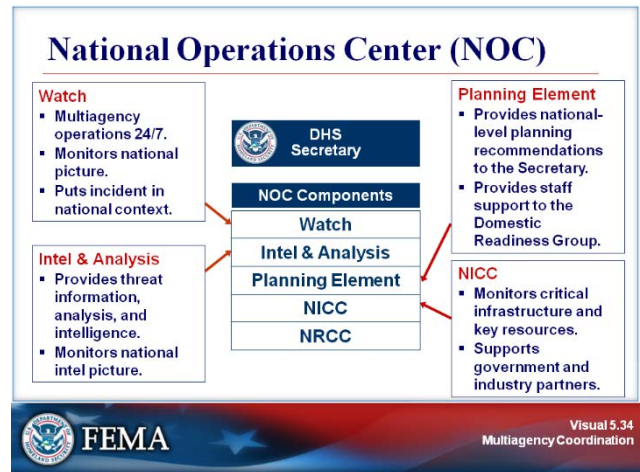 National Operations Center (NOC)
Watch
▪ Multiagency
operations 24/7.
▪ Monitors national
picture.
▪ Puts incident in
national context.
Intel & Analysis
▪ Provides threat
information,
analysis, and
intelligence.
▪ Monitors national
intel picture.
DHS
Secretary
NOC Components
Watch
Intel & Analysis
Planning Element
NICC
NRCC
Planning Element
▪ Provides national-
level planning
recommendations
to the Secretary.
▪ Provides staff
support to the
Domestic
Readiness Group.
NICC
▪ Monitors critical
infrastructure and
key resources.
▪ Supports
government and
industry partners.
FEMA
Visual 5.34
Multiagency Coordination